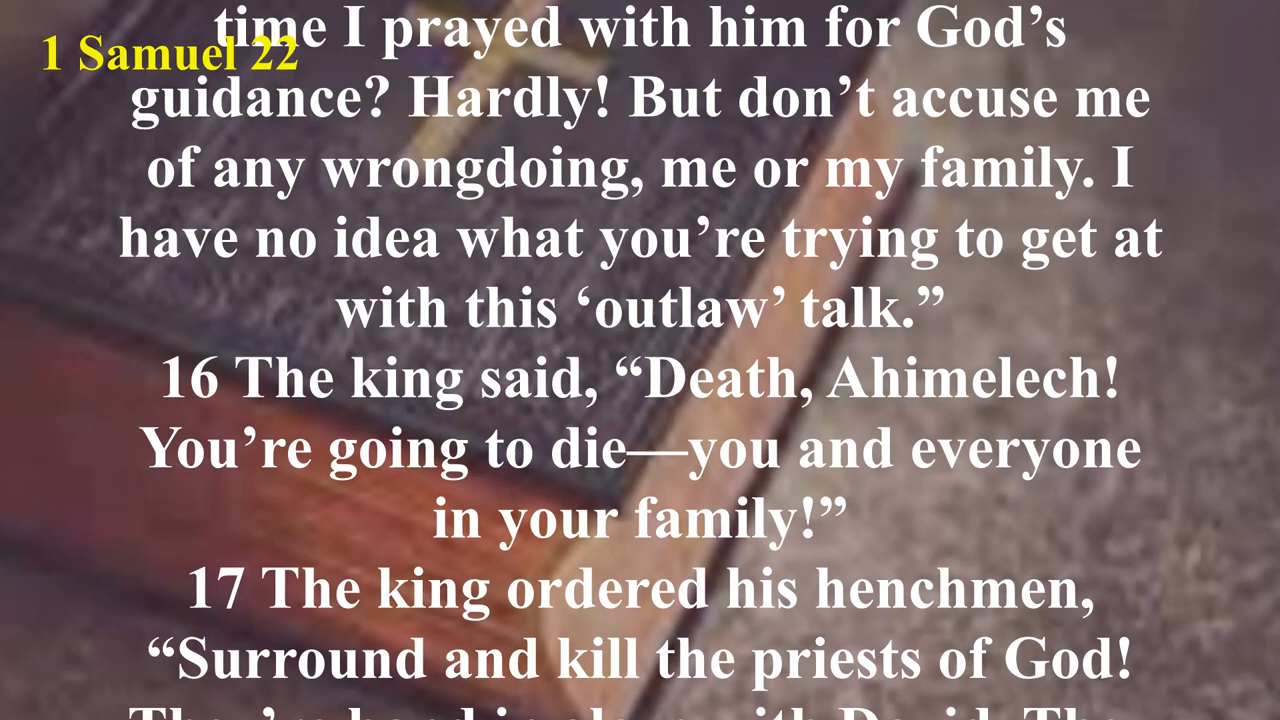 1 Samuel 22
time I prayed with him for God’s
guidance? Hardly! But don’t accuse me
of any wrongdoing, me or my family. I
have no idea what you’re trying to get at
with this ‘outlaw’ talk.”
16 The king said, “Death, Ahimelech!
You’re going to die—you and everyone
in your family!”
17 The king ordered his henchmen,
“Surround and kill the priests of God!